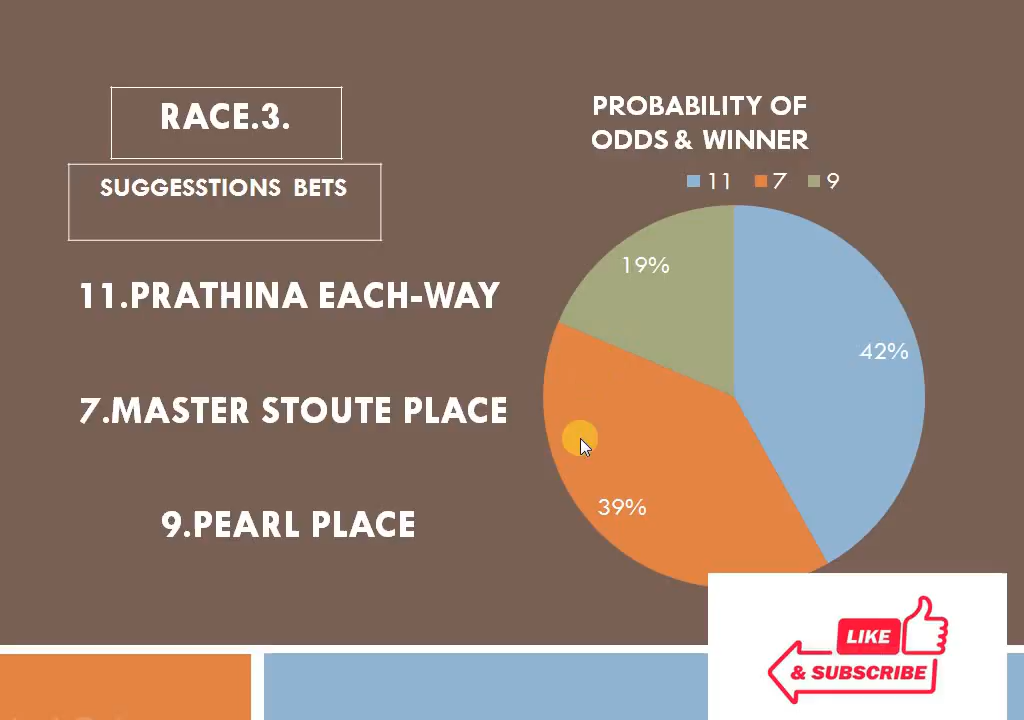 RACE.3.
SUGGESSTIONS BETS
11.PRATHINA EACH-WAY
7.MASTER STOUTE PLACE
9.PEARL PLACE
PROBABILITY OF
ODDS & WINNER
11 7 9
19%
42%
39%
LIKE
& SUBSCRIBE